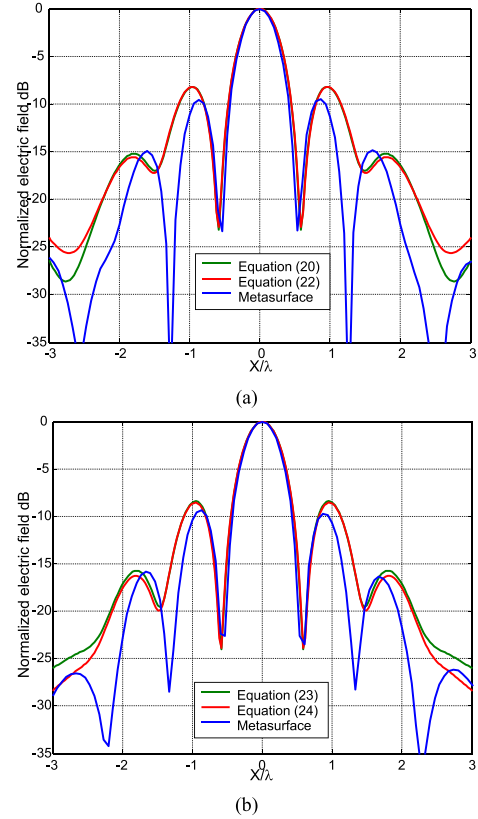 Normalized electric field, dB
0
-5
-10
-15
-20
-25
-30
-35
Equation (20)
Equation (22)
Metasurface
-3 -2 -1 0 1 2 3
X/λ
(a)
Normalized electric field dB
0
-5
-10
-15
-20
-25
-30
-35
Equation (23)
Equation (24)
Metasurface
-3 -2 -1 0 1 2 3
X/λ
(b)